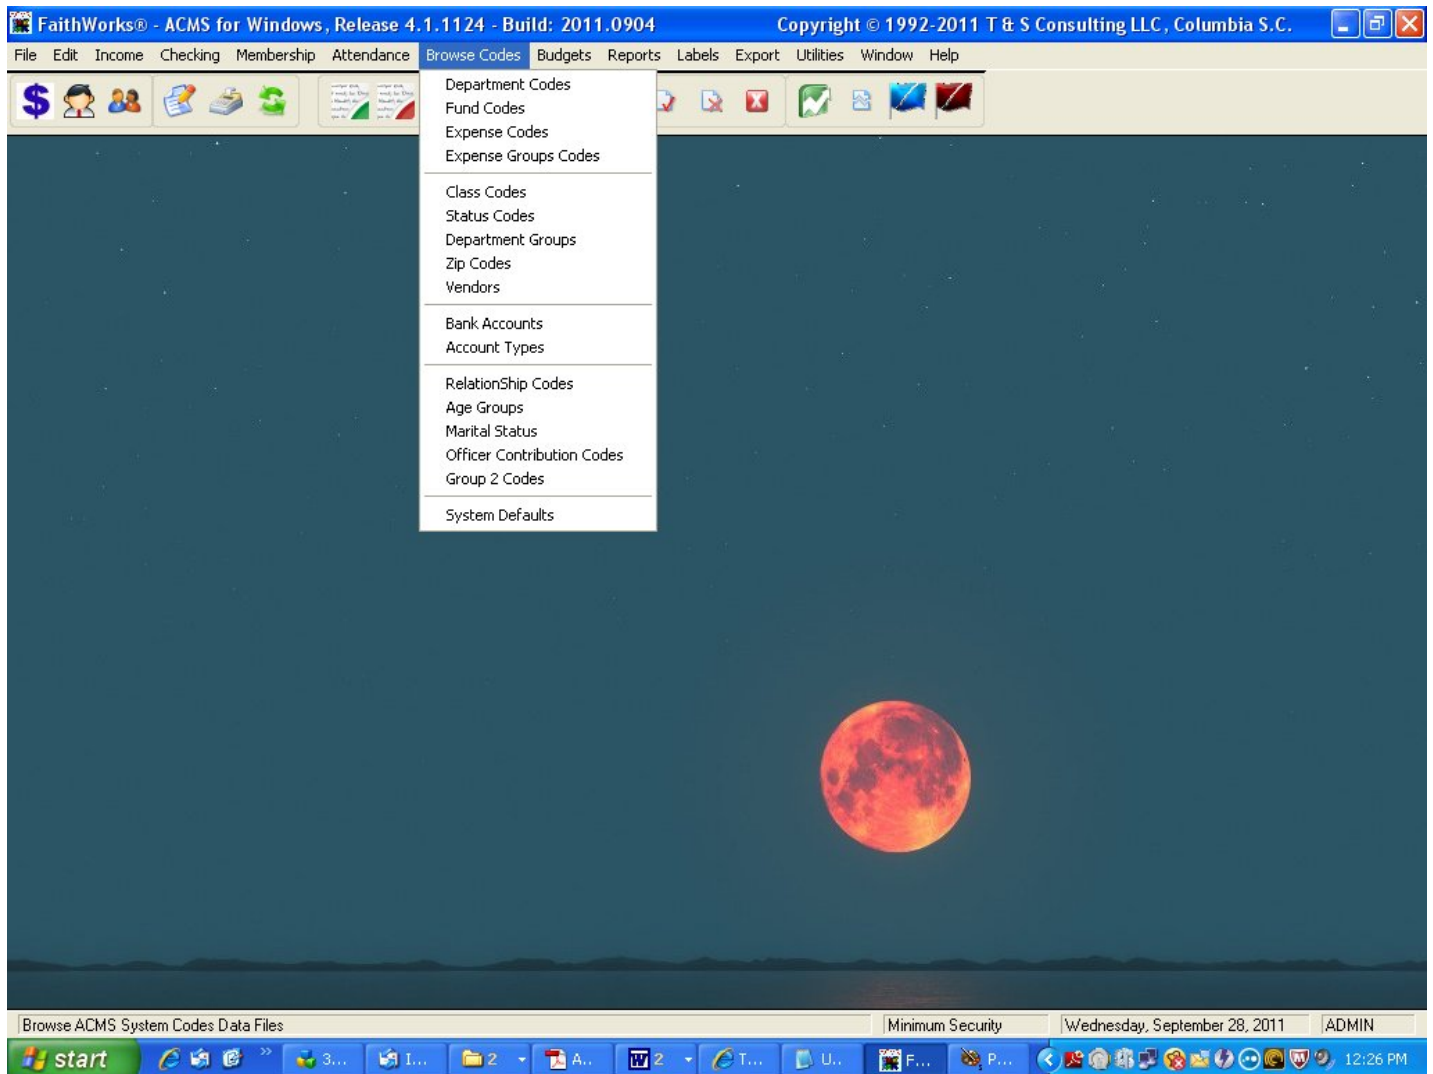 FaithWorks® - ACMS for Windows, Release 4.1.1124 - Build: 2011.0904 Copyright © 1992-2011 T & S Consulting LLC, Columbia S.C.
File Edit Income Checking Membership Attendance Browse Codes Budgets Reports Labels Export Utilities Window Help
Department Codes
Fund Codes
Expense Codes
Expense Groups Codes
Class Codes
Status Codes
Department Groups
Zip Codes
Vendors
Bank Accounts
Account Types
RelationShip Codes
Age Groups
Marital Status
Officer Contribution Codes
Group 2 Codes
System Defaults
Browse ACMS System Codes Data Files Minimum Security Wednesday, September 28, 2011 ADMIN
start 3... I... 2 A.. W 2 T... U.. F... P... 12:26 PM